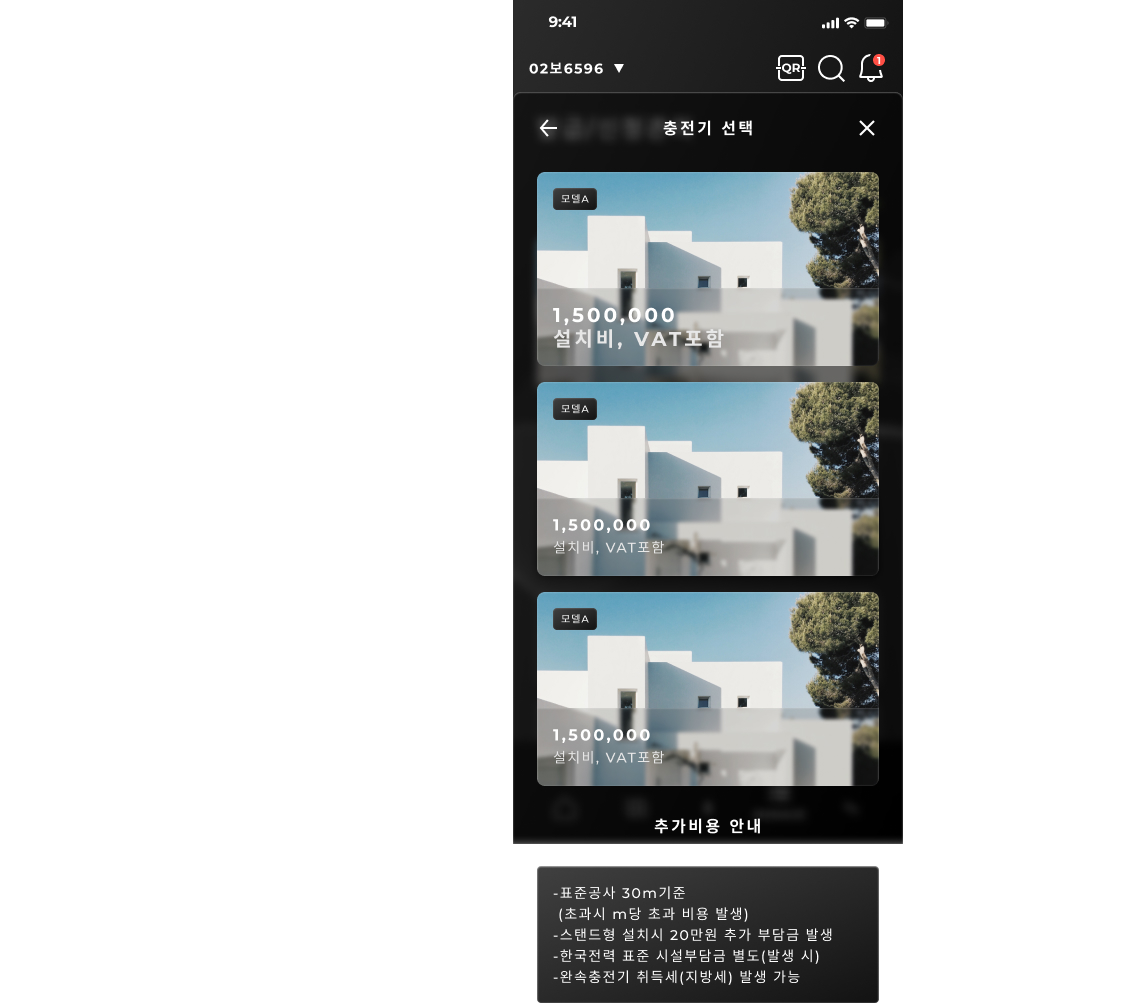 9:41
02보6596 ▼
QR
1
충전기 선택
모델A
1,500,000
설치비, VAT포함
모델A
1,500,000
설치비, VAT포함
모델A
1,500,000
설치비, VAT포함
추가비용 안내
-표준공사 30m기준
(초과시 m당 초과 비용 발생)
-스탠드형 설치시 20만원 추가 부담금 발생
-한국전력 표준 시설부담금 별도(발생 시)
-완속충전기 취득세(지방세) 발생 가능